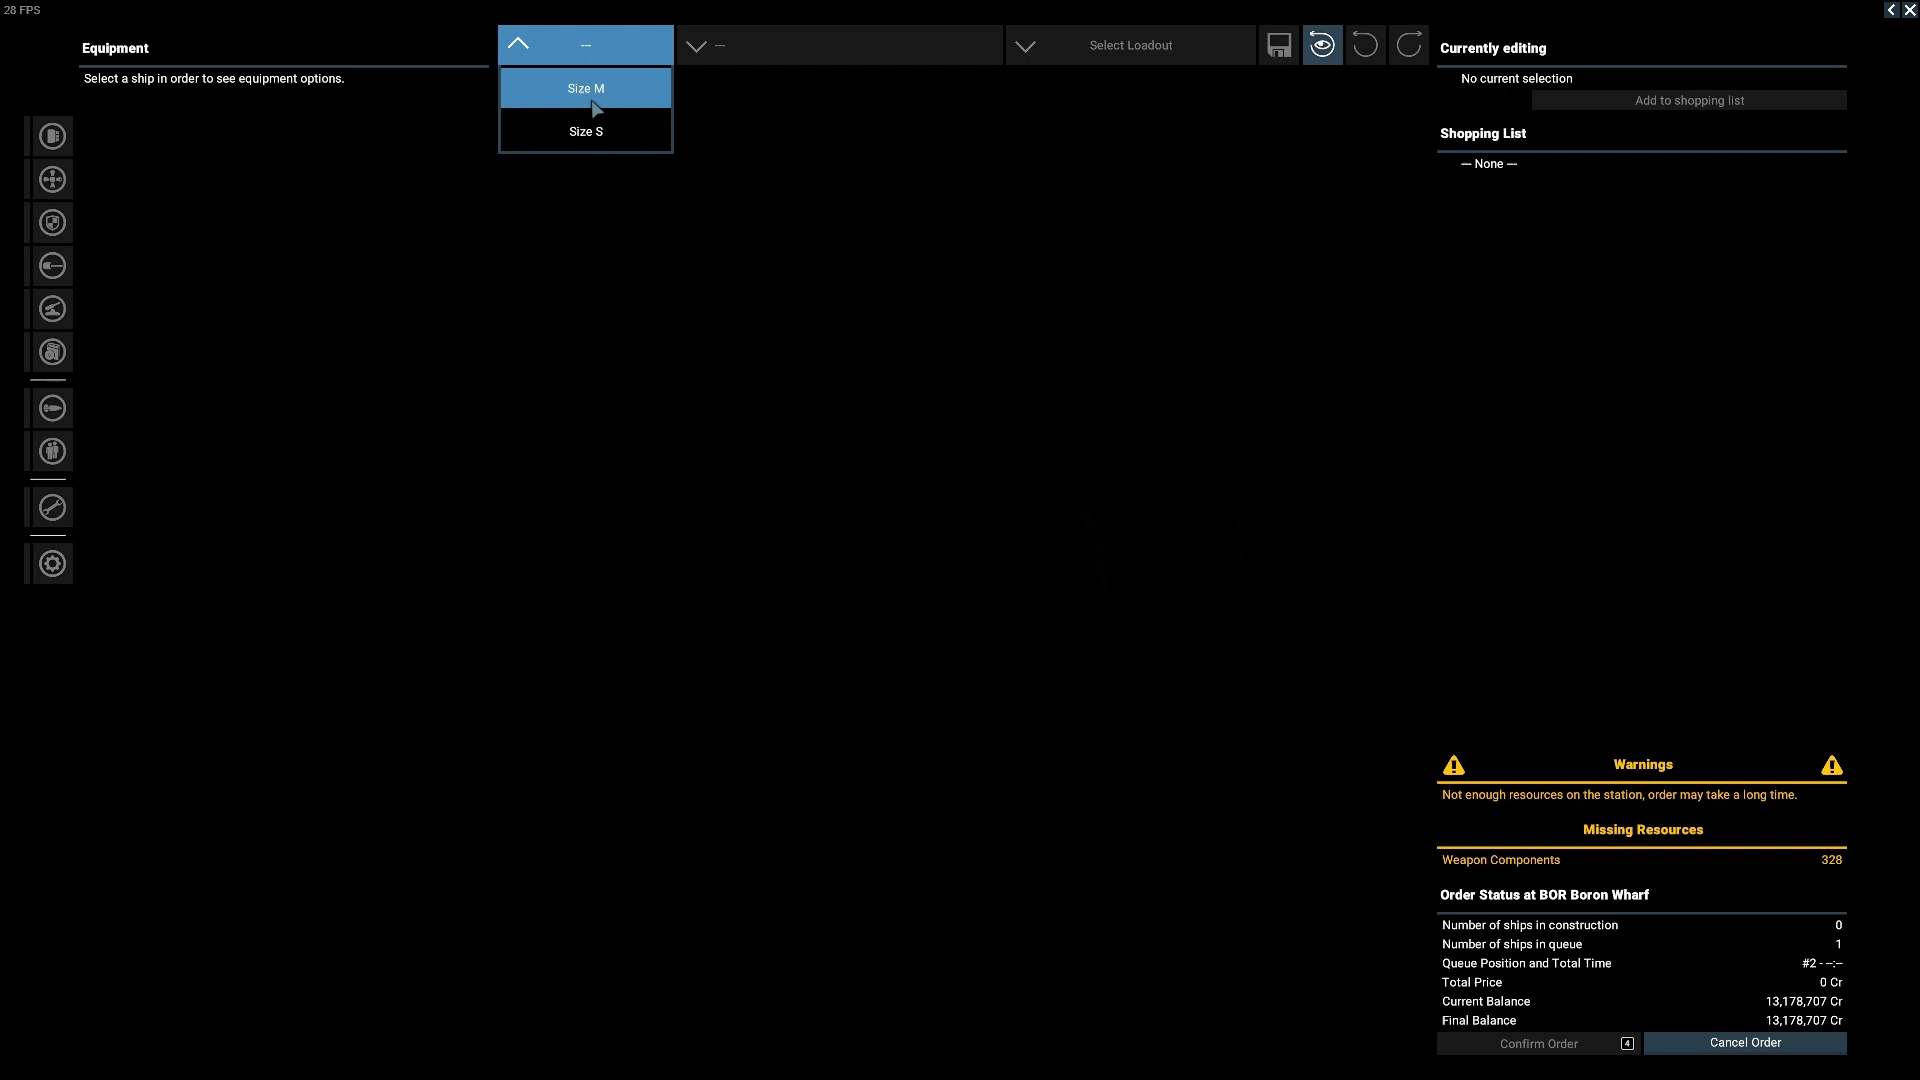 28 FPS
Equipment
Select a ship in order to see equipment options.
---
Size M
Size S
---
Select Loadout
Currently editing
No current selection
Add to shopping list
Shopping List
--- None ---
Warnings
Not enough resources on the station, order may take a long time.
Missing Resources
Weapon Components 328
Order Status at BOR Boron Wharf
Number of ships in construction 0
Number of ships in queue 1
Queue Position and Total Time #2 - --:--
Total Price 0 Cr
Current Balance 13,178,707 Cr
Final Balance 13,178,707 Cr
Confirm Order 4
Cancel Order